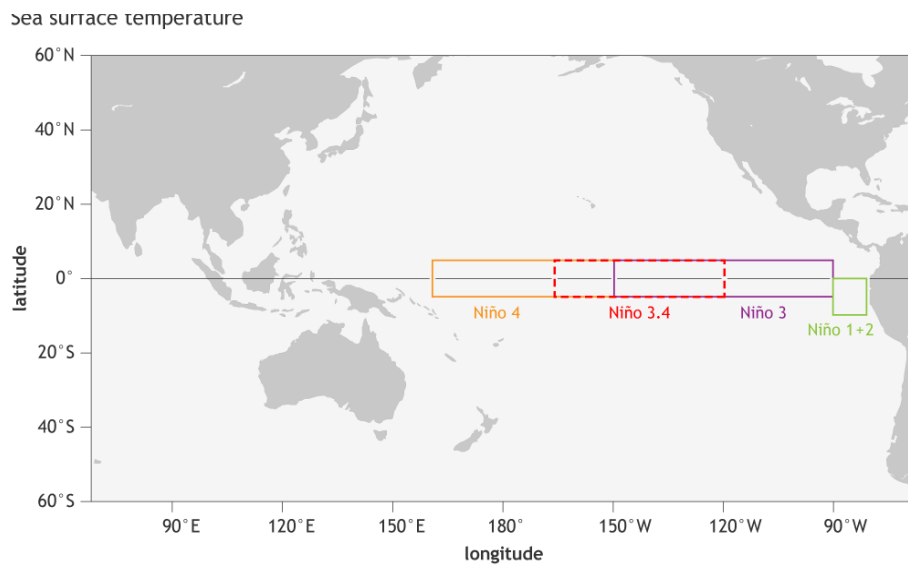 Sea surface temperature
60°N
40°N
20°N
0°
20°S
40°S
60°S
latitude
Niño 4
Niño 3.4
Niño 3
Niño 1+2
90°E
120°E
150°E
180°
150°W
120°W
90°W
longitude